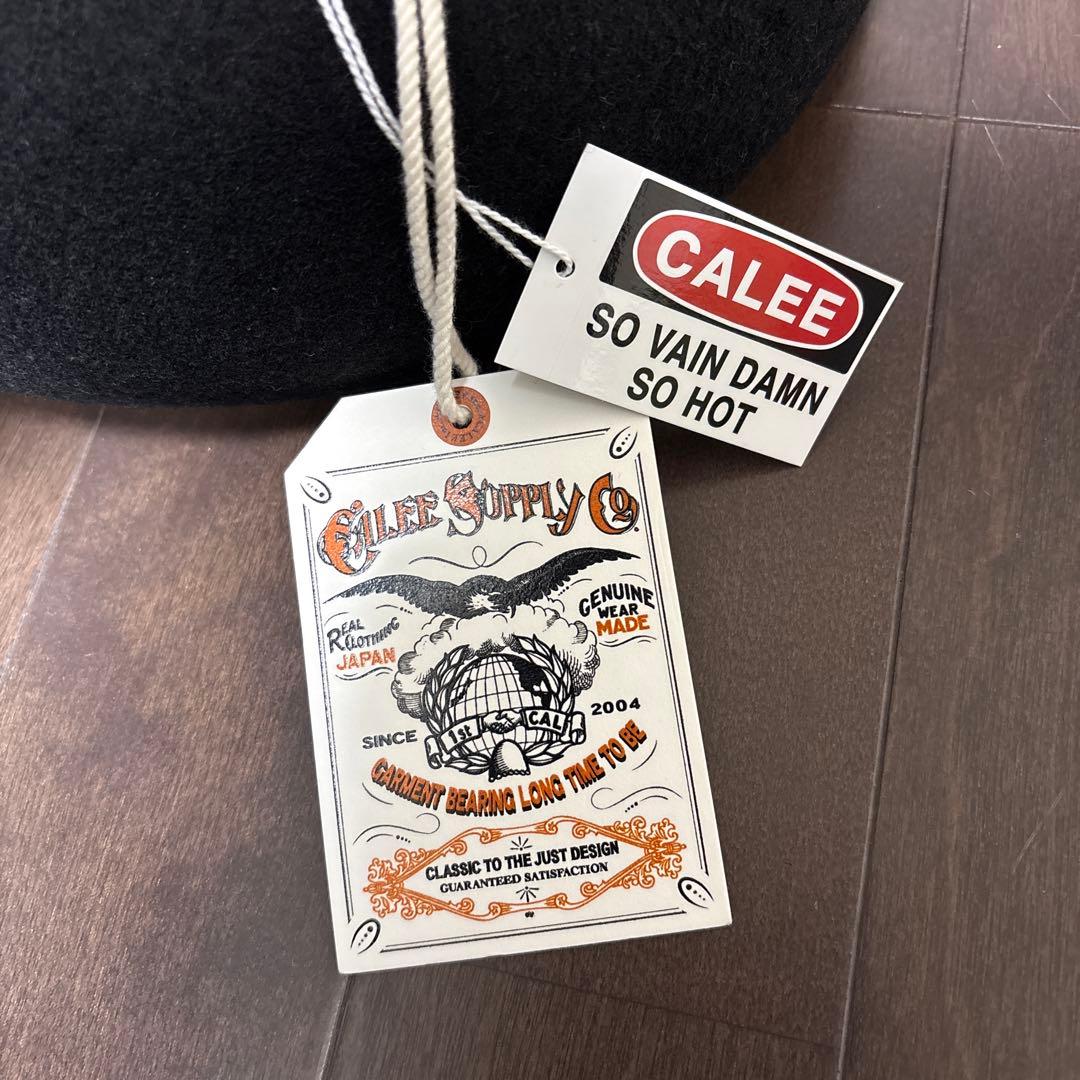 CALEE
SO VAIN DAMN
SO HOT
CALEE SUPPLY CO.
REAL
CLOTHING
JAPAN
GENUINE
WEAR
MADE
1st CAL
SINCE 2004
GARMENT BEARING LONG TIME TO BE
CLASSIC TO THE JUST DESIGN
GUARANTEED SATISFACTION